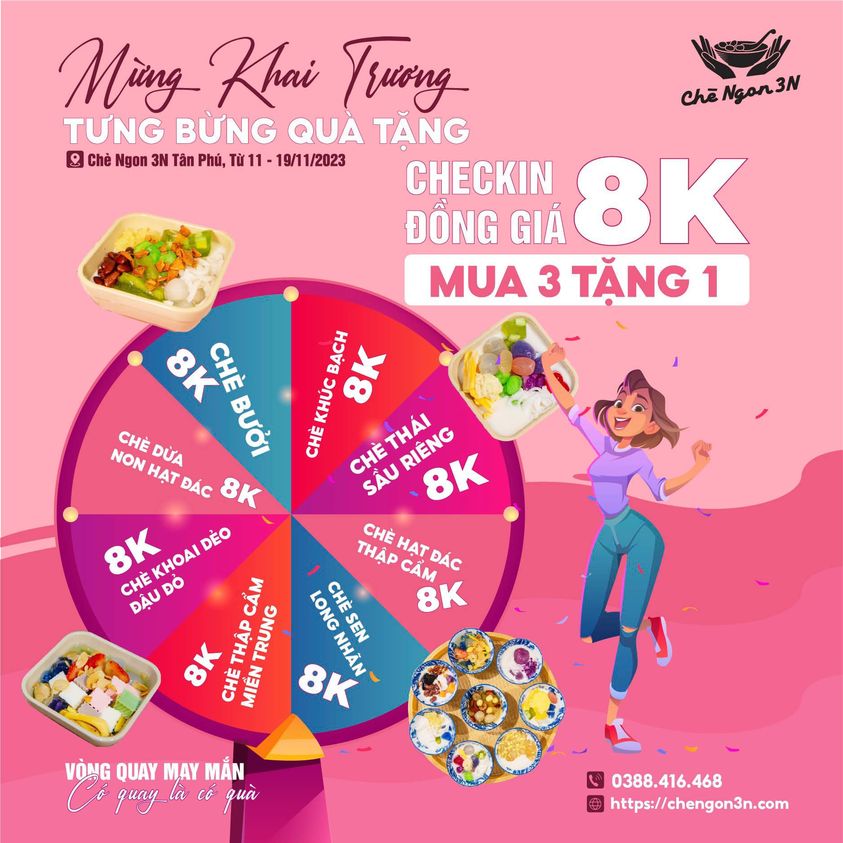 Mừng Khai Trương
TƯNG BỪNG QUÀ TẶNG
Chè Ngon 3N Tân Phú, Từ 11 - 19/11/2023
Chè Ngon 3N
CHECKIN
ĐỒNG GIÁ
8K
MUA 3 TẶNG 1
CHÈ BƯỞI
8K
CHÈ KHÚC BẠCH
8K
CHÈ THÁI
SẦU RIÊNG
8K
CHÈ HẠT ĐÁC
THẬP CẨM
8K
CHÈ SEN
LONG NHÃN
8K
CHÈ THẬP CẨM
MIỀN TRUNG
8K
8K
CHÈ KHOAI DẺO
ĐẬU ĐỎ
CHÈ DỪA
NON HẠT ĐÁC
8K
VÒNG QUAY MAY MẮN
Có quay là có quà
0388.416.468
https://chengon3n.com